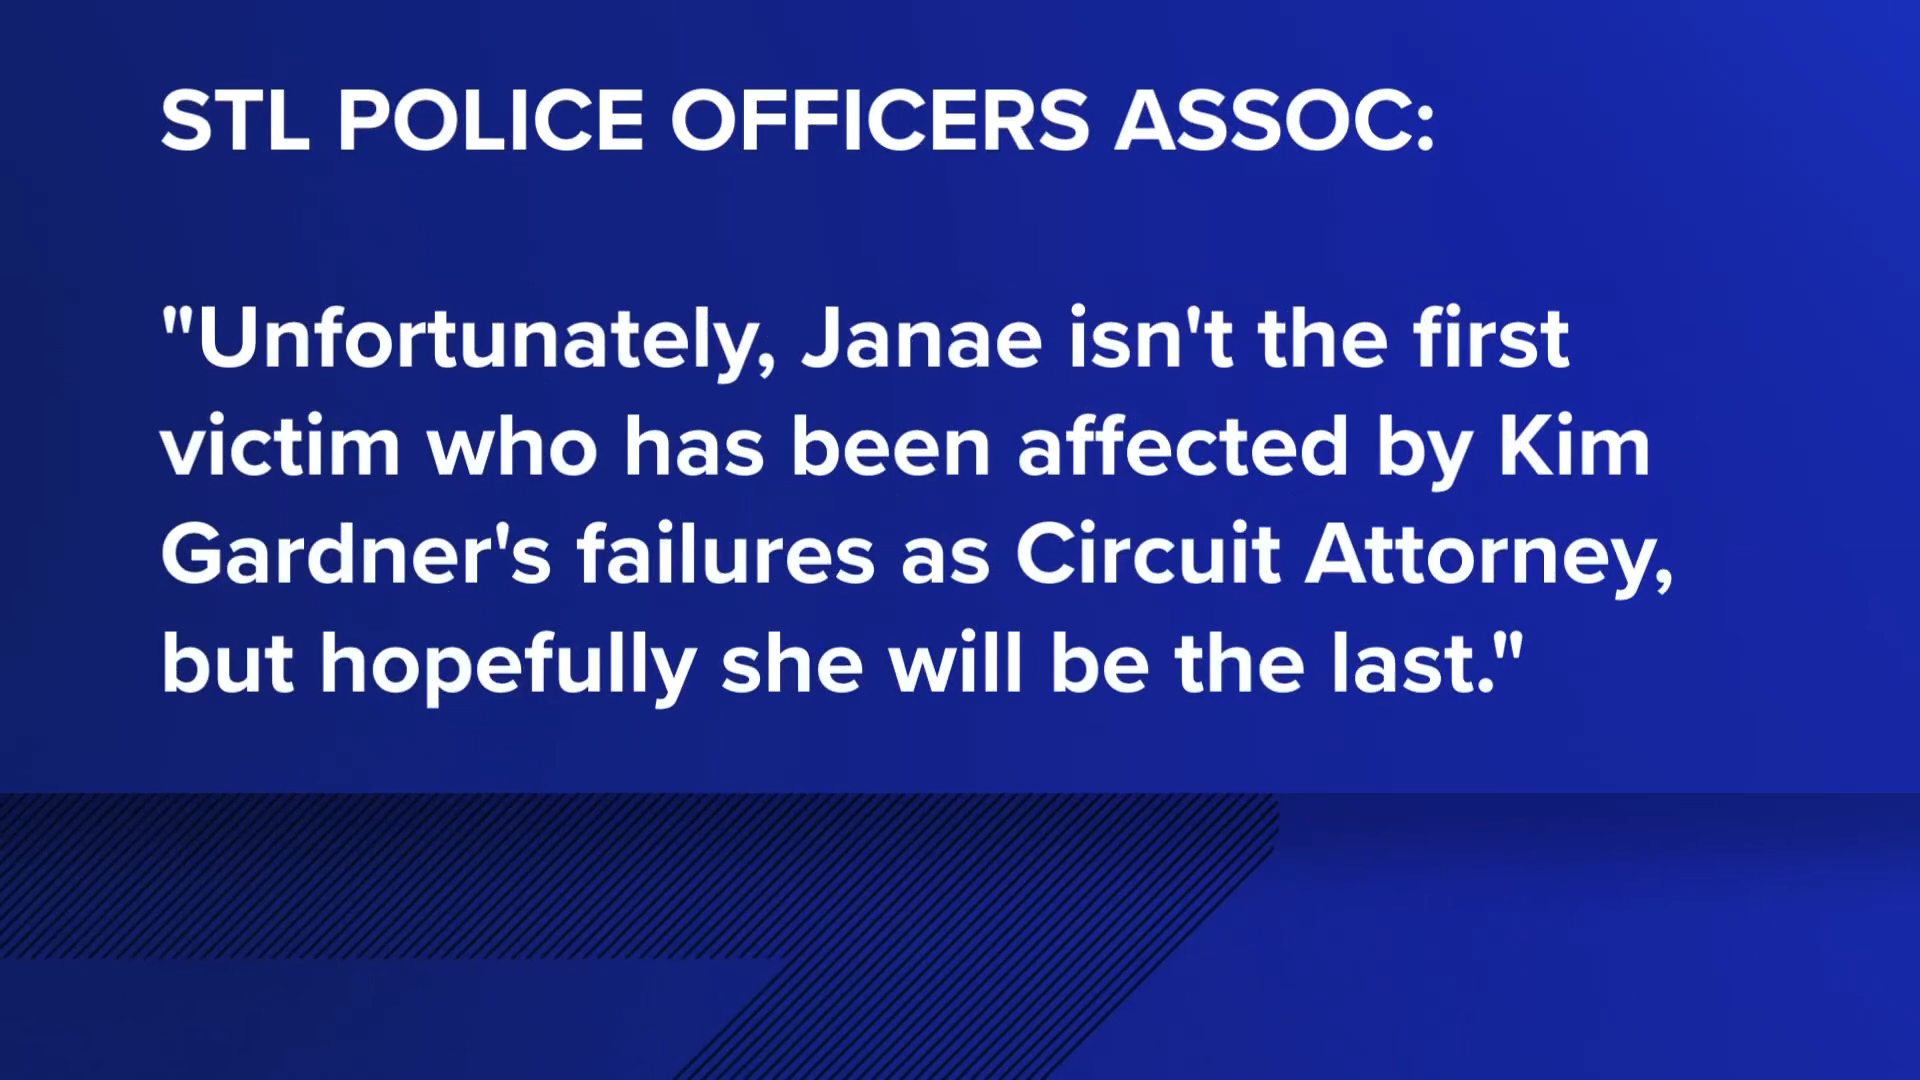 STL POLICE OFFICERS ASSOC:
"Unfortunately, Janae isn't the first
victim who has been affected by Kim
Gardner's failures as Circuit Attorney,
but hopefully she will be the last."